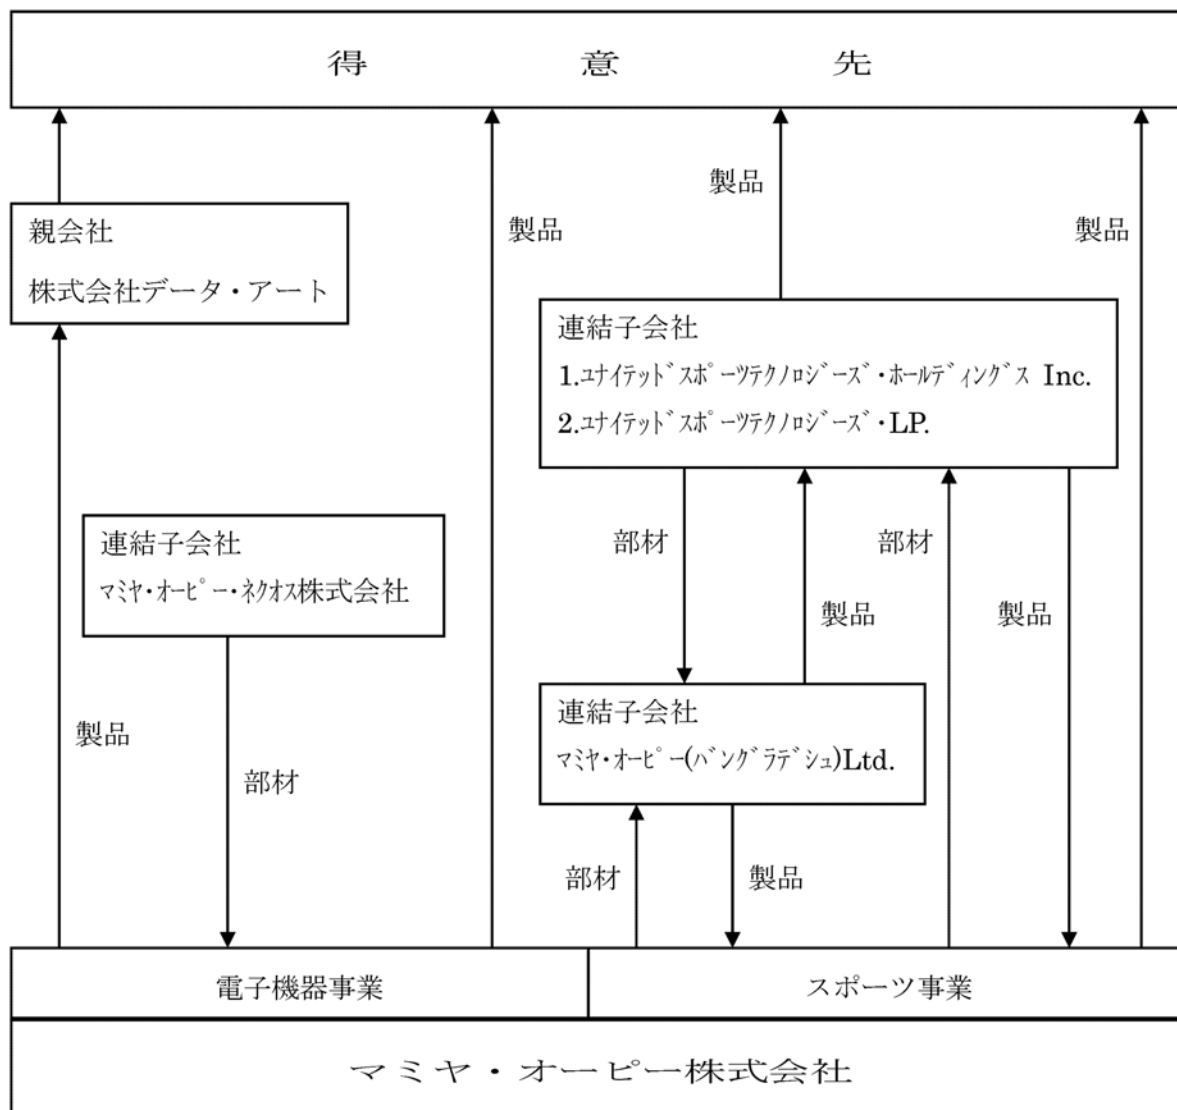 得意先
製品
製品
製品
親会社
株式会社データ・アート
連結子会社
1.ﾕﾅｲﾃｯﾄﾞｽﾎﾟｰﾂﾃｸﾉﾛｼﾞｰｽﾞ･ﾎｰﾙﾃﾞｨﾝｸﾞｽ Inc.
2.ﾕﾅｲﾃｯﾄﾞｽﾎﾟｰﾂﾃｸﾉﾛｼﾞｰｽﾞ･LP.
連結子会社
ﾏﾐﾔ･ｵｰﾋﾟｰ･ﾈｸｵｽ株式会社
部材
部材
製品
製品
連結子会社
ﾏﾐﾔ･ｵｰﾋﾟｰ(ﾊﾞﾝｸﾞﾗﾃﾞｼｭ)Ltd.
製品
部材
部材
製品
電子機器事業
スポーツ事業
マミヤ・オーピー株式会社